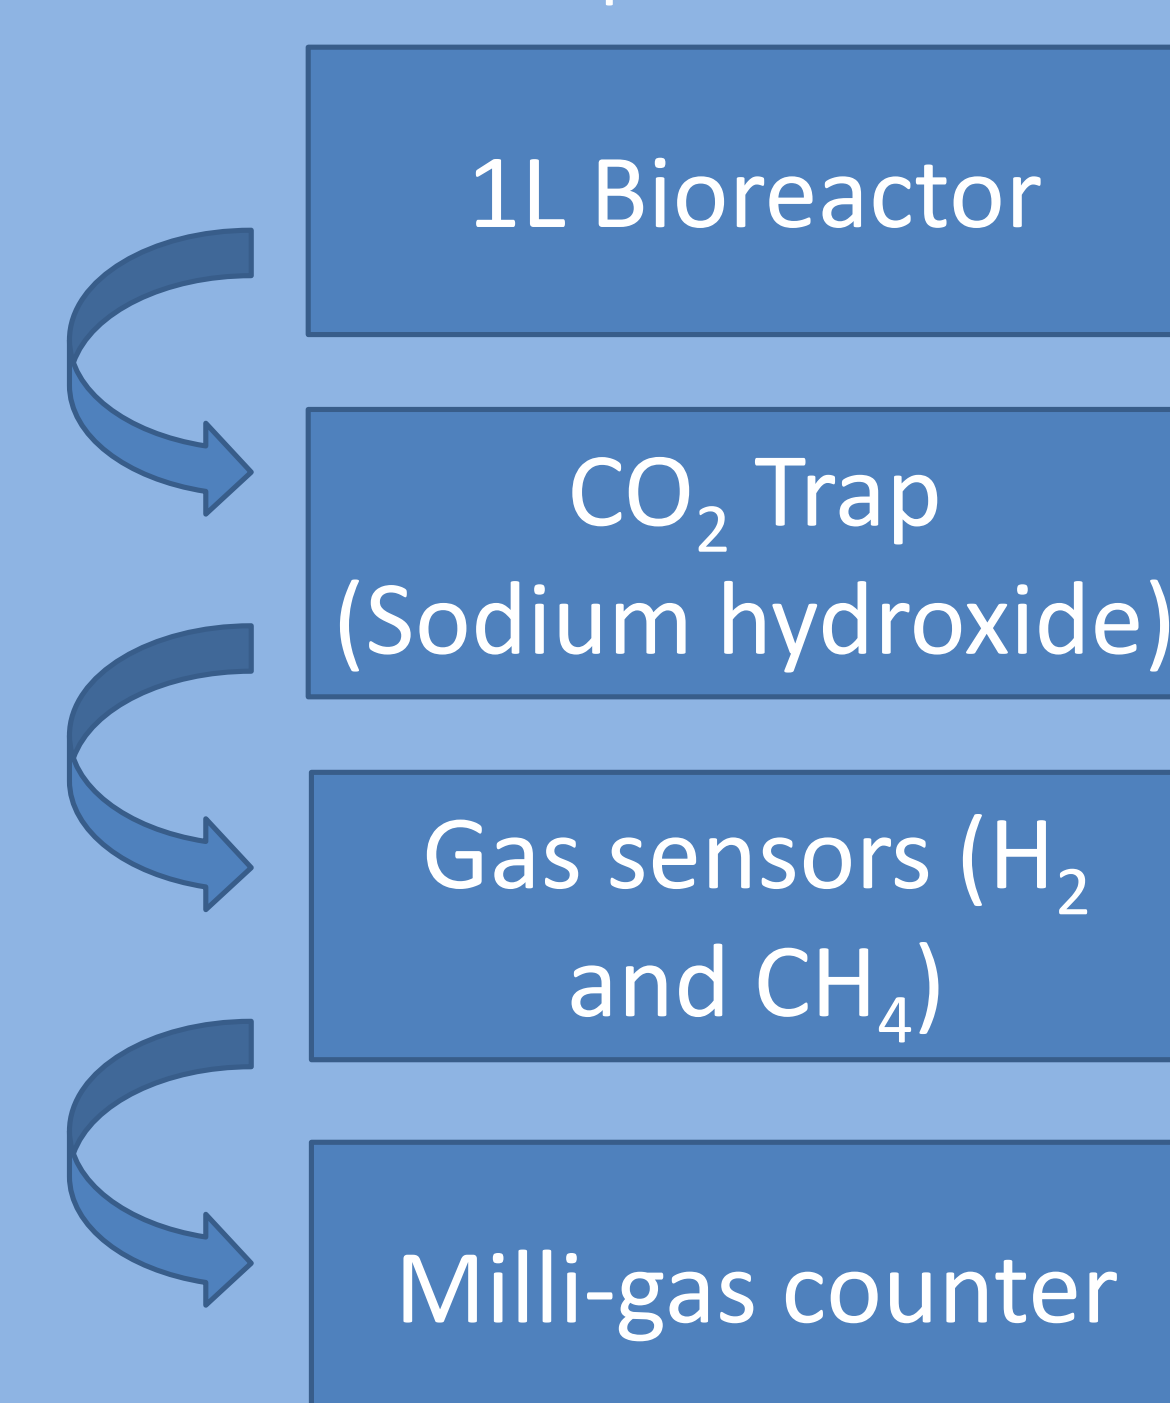 1L Bioreactor
CO₂ Trap
(Sodium hydroxide)
Gas sensors (H₂
and CH₄)
Milli-gas counter